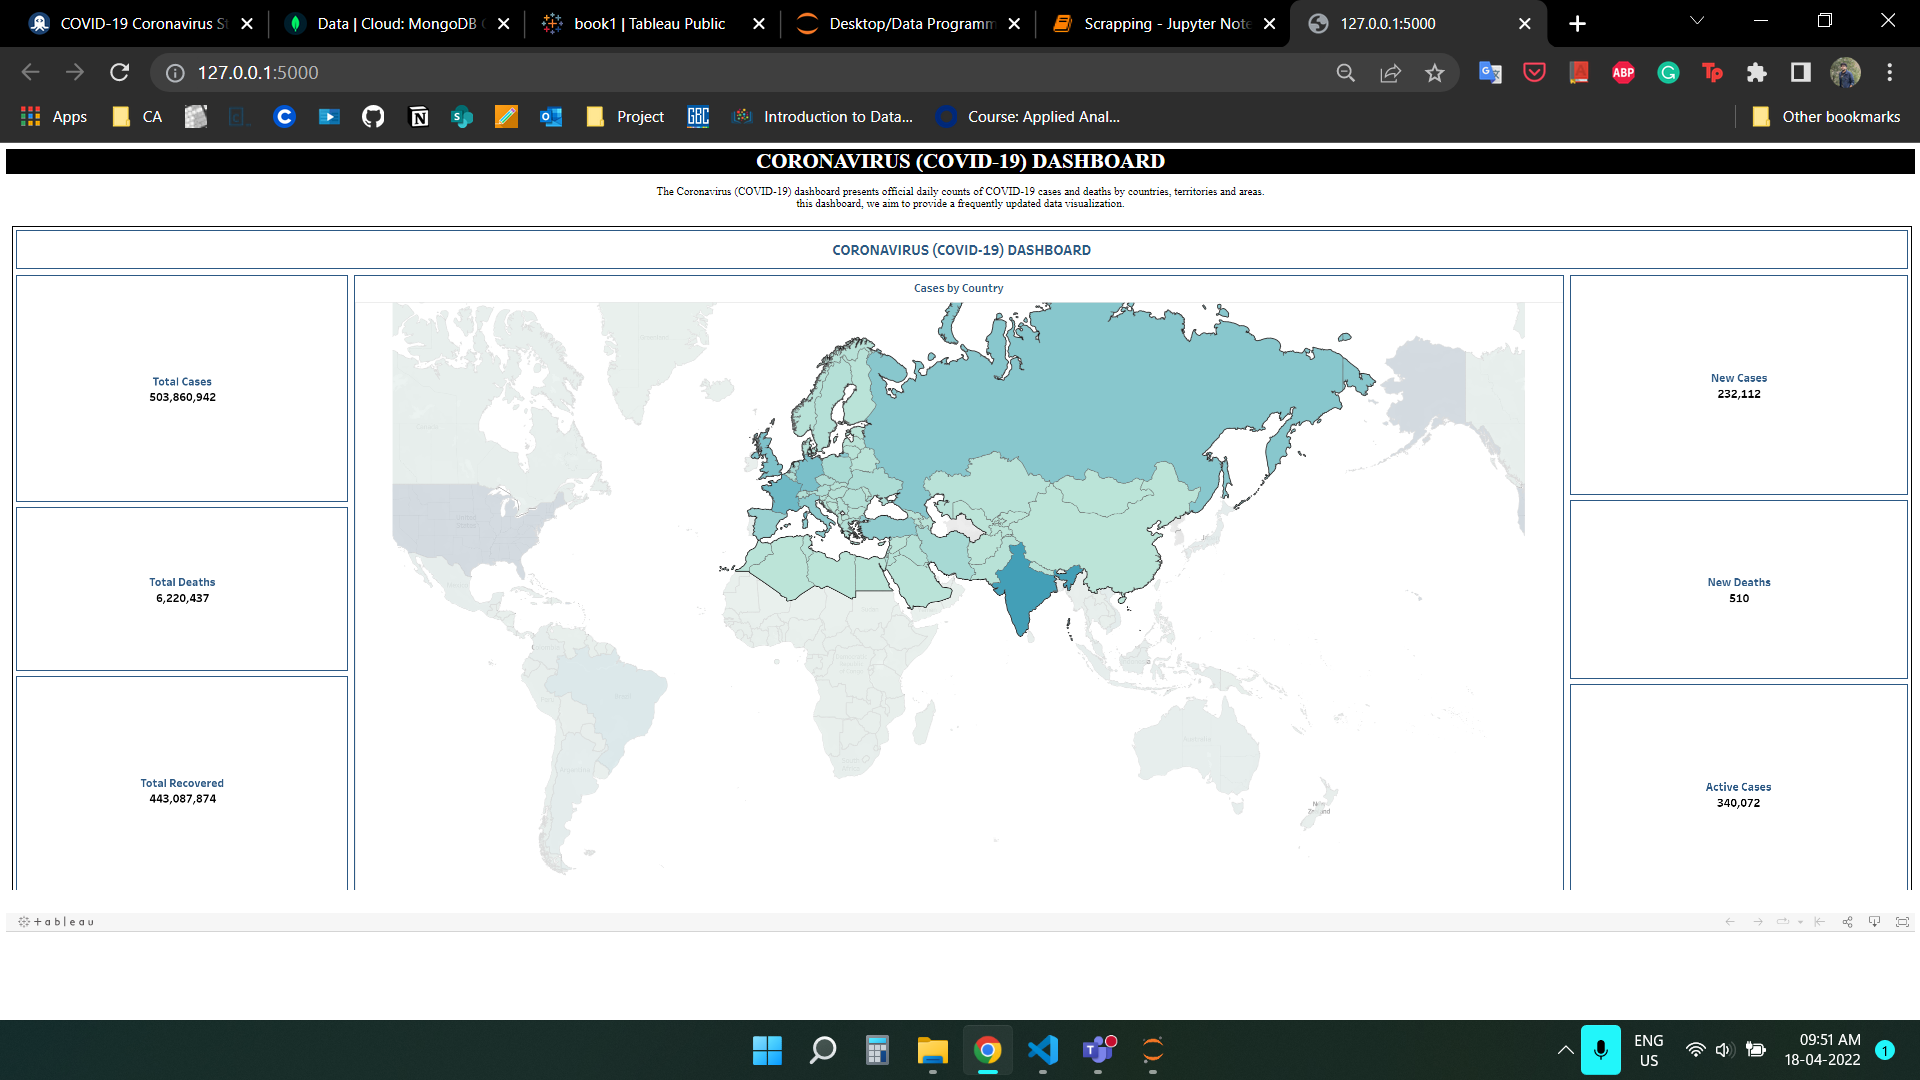 COVID-19 Coronavirus St
Data | Cloud: MongoDB
book1 | Tableau Public
Desktop/Data Programm
Scrapping - Jupyter Note
127.0.0.1:5000
127.0.0.1:5000
ABP
Tp
Apps
CA
Project
GBC
Introduction to Data...
Course: Applied Anal...
Other bookmarks
CORONAVIRUS (COVID-19) DASHBOARD
The Coronavirus (COVID-19) dashboard presents official daily counts of COVID-19 cases and deaths by countries, territories and areas.
this dashboard, we aim to provide a frequently updated data visualization.
CORONAVIRUS (COVID-19) DASHBOARD
Total Cases
503,860,942
Total Deaths
6,220,437
Total Recovered
443,087,874
Cases by Country
New Cases
232,112
New Deaths
510
Active Cases
340,072
+ableau
ENG
US
09:51 AM
18-04-2022
1